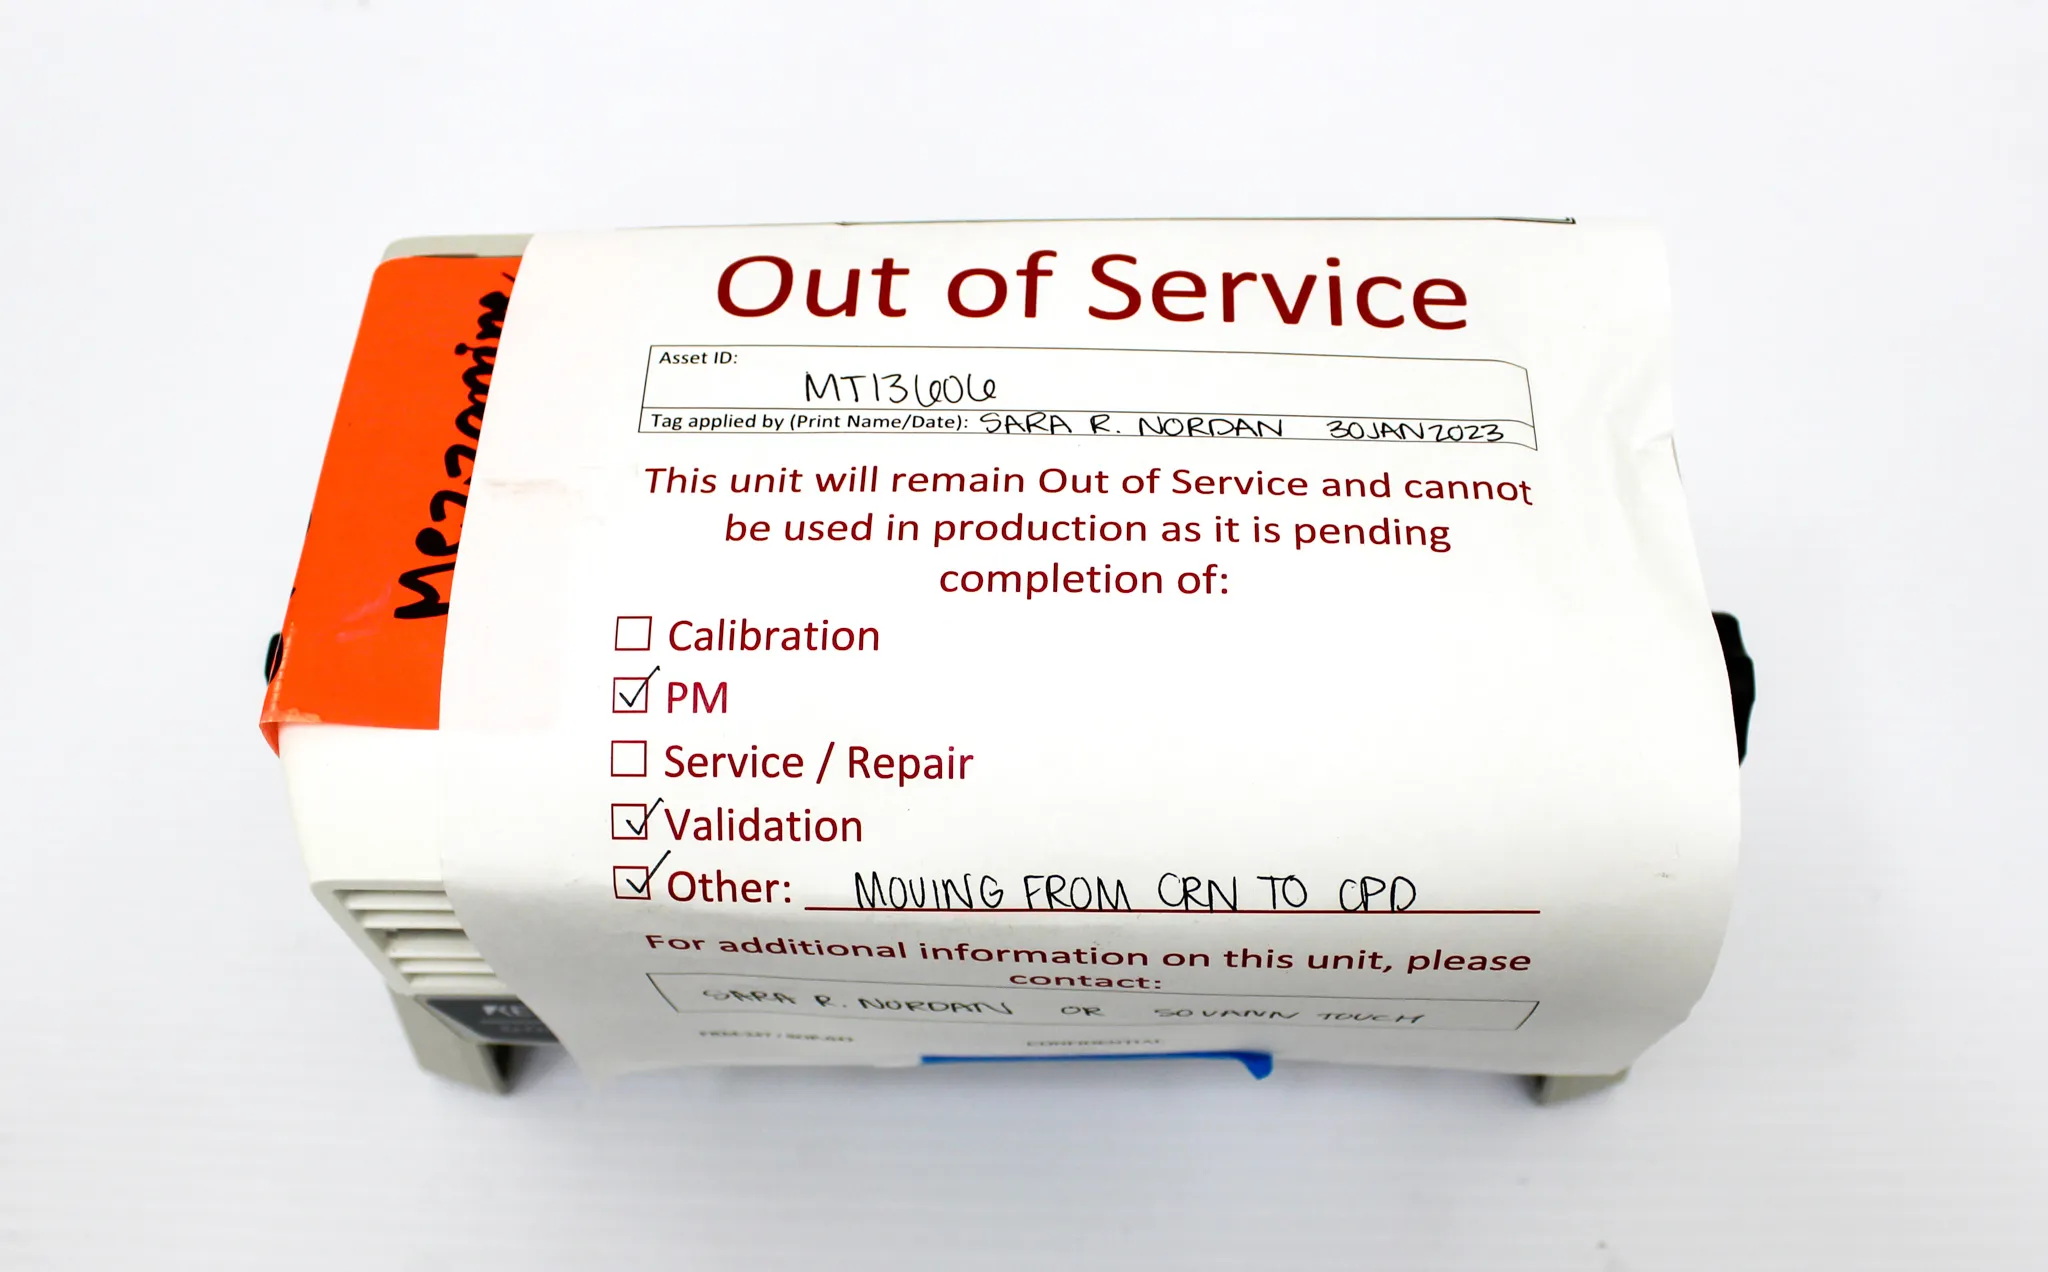 Out of Service
Asset ID:
MT13606
Tag applied by (Print Name/Date): SARA R. NORDAN 30JAN2023
This unit will remain Out of Service and cannot
be used in production as it is pending
completion of:
Calibration
PM
Service / Repair
Validation
Other: MOVING FROM CRN TO CPD
For additional information on this unit, please
contact:
SARA R. NORDAN OR SOVANN TOUCH
CONFIDENTIAL